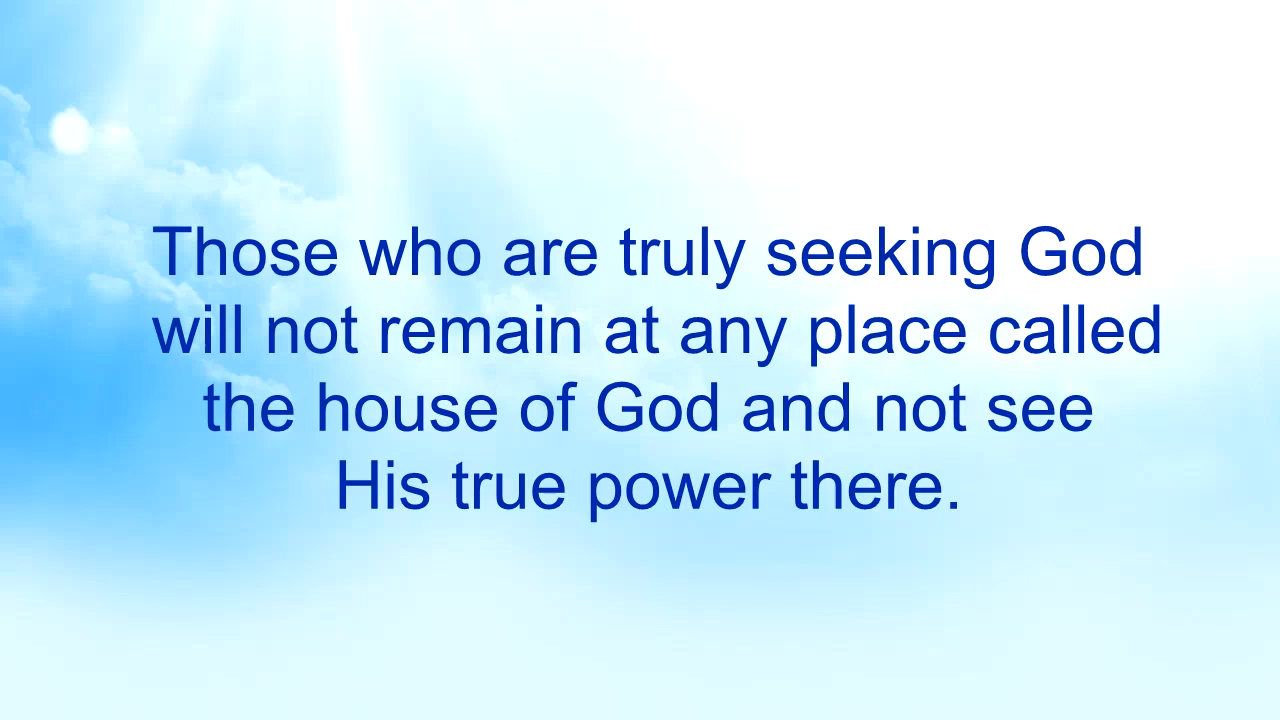 Those who are truly seeking God
will not remain at any place called
the house of God and not see
His true power there.